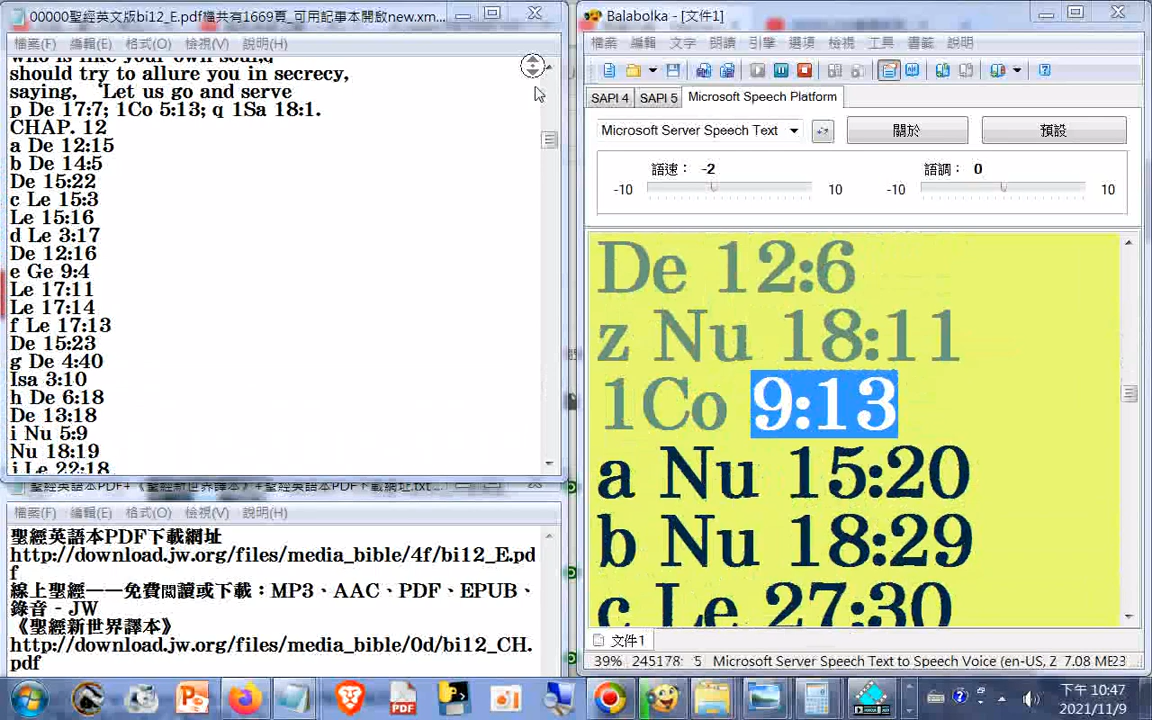 00000聖經英文版bi12_E.pdf檔共有1669頁_可用記事本開啟new.xm...
檔案(F) 編輯(E) 格式(O) 檢視(V) 說明(H)
who is like your own soul,q
should try to allure you in secrecy,
saying, ‘Let us go and serve
p De 17:7; 1Co 5:13; q 1Sa 18:1.
CHAP. 12
a De 12:15
b De 14:5
De 15:22
c Le 15:3
Le 15:16
d Le 3:17
De 12:16
e Ge 9:4
Le 17:11
Le 17:14
f Le 17:13
De 15:23
g De 4:40
Isa 3:10
h De 6:18
De 13:18
i Nu 5:9
Nu 18:19
j Le 22:18
聖經英語本PDF+《聖經新世界譯本》+聖經英語本PDF下載網址.txt ...
檔案(F) 編輯(E) 格式(O) 檢視(V) 說明(H)
聖經英語本PDF下載網址
http://download.jw.org/files/media_bible/4f/bi12_E.pd
f
線上聖經——免費閱讀或下載：MP3、AAC、PDF、EPUB、
錄音 - JW
《聖經新世界譯本》
http://download.jw.org/files/media_bible/0d/bi12_CH.
pdf
Balabolka - [文件1]
檔案 編輯 文字 朗讀 引擎 選項 檢視 工具 書籤 說明
SAPI 4 SAPI 5 Microsoft Speech Platform
Microsoft Server Speech Text 關於 預設
語速： -2 語調： 0
-10 10 -10 10
De 12:6
z Nu 18:11
1Co 9:13
a Nu 15:20
b Nu 18:29
c Le 27:30
文件1
39% 245178: 5 Microsoft Server Speech Text to Speech Voice (en-US, Z 7.08 ME23
PDF
下午 10:47
2021/11/9